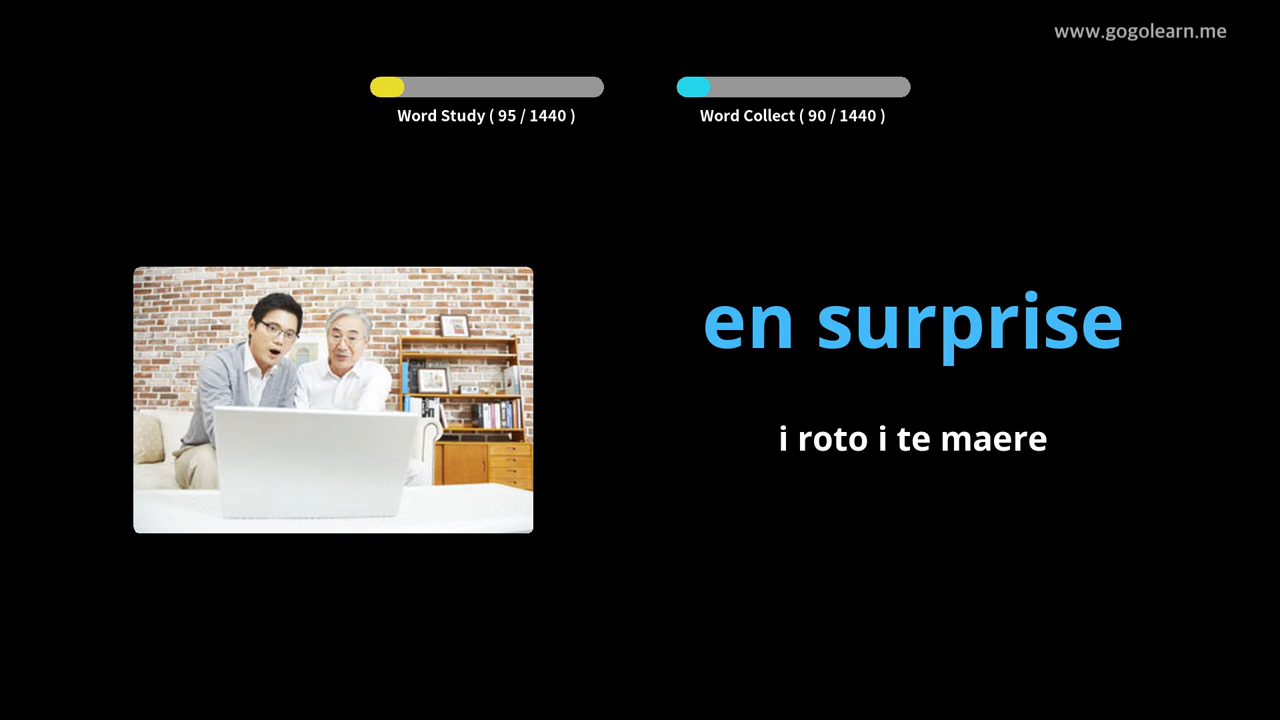 www.gogolearn.me
Word Study ( 95 / 1440 )
Word Collect ( 90 / 1440 )
en surprise
i roto i te maere